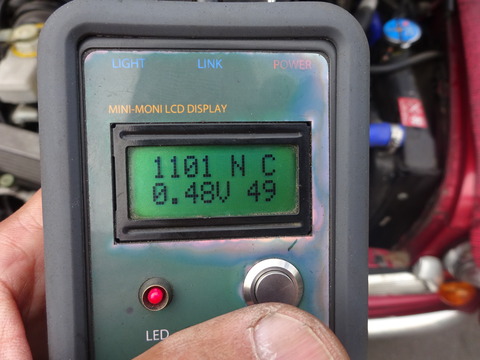 LIGHT LINK POWER
MINI-MONI LCD DISPLAY
1101 N C
0.48V 49
LED